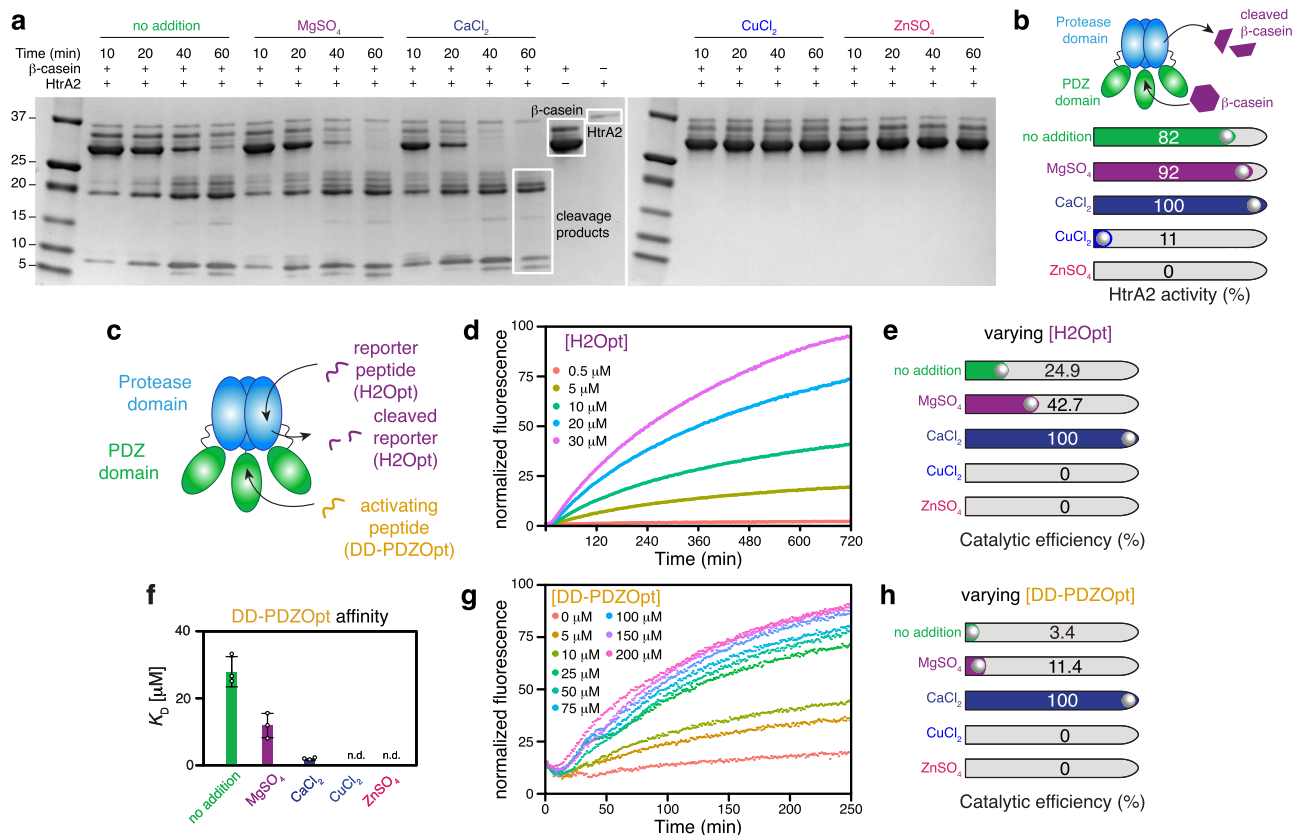 a
no addition MgSO4 CaCl2 CuCl2 ZnSO4
Time (min) 10 20 40 60 10 20 40 60 10 20 40 60 10 20 40 60 10 20 40 60
β-casein + + + + + + + + + + + + + – + + + + + + + +
HtrA2 + + + + + + + + + + + + – + + + + + + + + +
37
25
20
15
10
5
β-casein
HtrA2
cleavage
products
b
Protease
domain
cleaved
β-casein
PDZ
domain
β-casein
no addition 82
MgSO4 92
CaCl2 100
CuCl2 11
ZnSO4 0
HtrA2 activity (%)
c
Protease
domain
PDZ
domain
reporter
peptide
(H2Opt)
cleaved
reporter
(H2Opt)
activating
peptide
(DD-PDZOpt)
d
normalized fluorescence
100
75
50
25
0
[H2Opt]
0.5 μM
5 μM
10 μM
20 μM
30 μM
120 240 360 480 600 720
Time (min)
e
varying [H2Opt]
no addition 24.9
MgSO4 42.7
CaCl2 100
CuCl2 0
ZnSO4 0
Catalytic efficiency (%)
f
DD-PDZOpt affinity
KD [μM]
40
20
0
n.d. n.d.
no addition MgSO4 CaCl2 CuCl2 ZnSO4
g
normalized fluorescence
100
75
50
25
0
[DD-PDZOpt]
0 μM 100 μM
5 μM 150 μM
10 μM 200 μM
25 μM
50 μM
75 μM
0 50 100 150 200 250
Time (min)
h
varying [DD-PDZOpt]
no addition 3.4
MgSO4 11.4
CaCl2 100
CuCl2 0
ZnSO4 0
Catalytic efficiency (%)